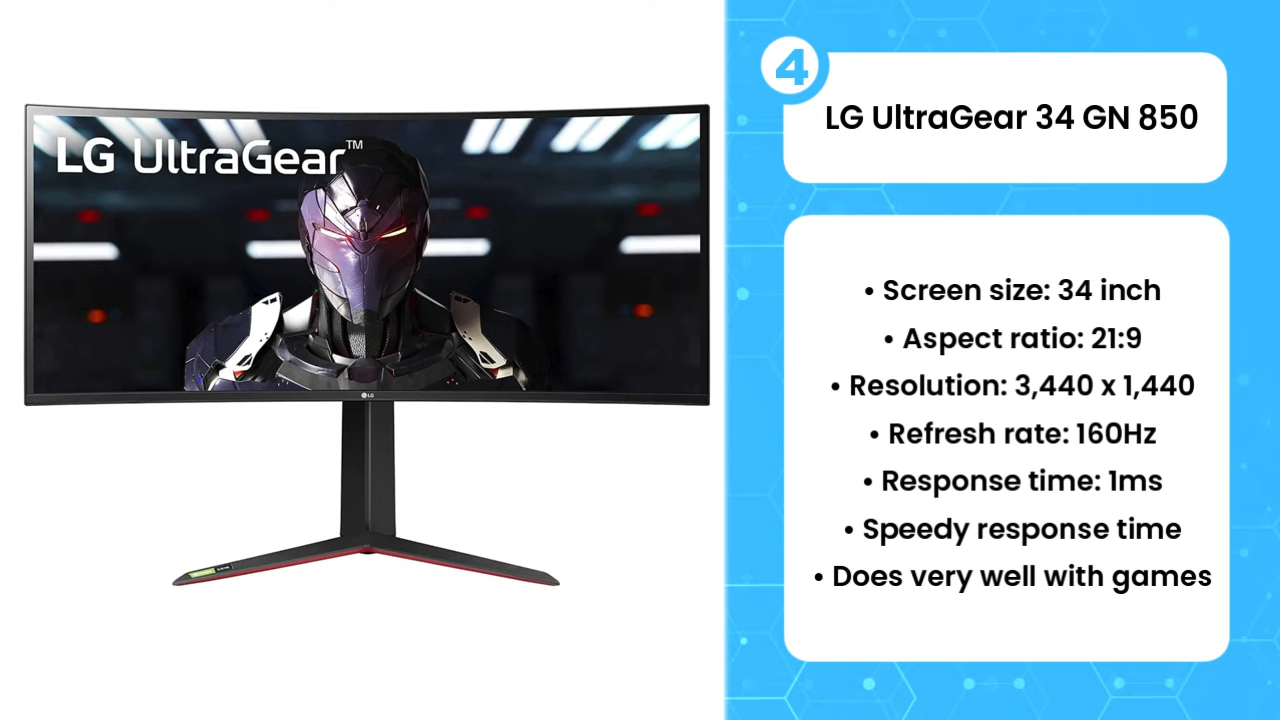 LG UltraGear™
LG
4
LG UltraGear 34 GN 850
• Screen size: 34 inch
• Aspect ratio: 21:9
• Resolution: 3,440 x 1,440
• Refresh rate: 160Hz
• Response time: 1ms
• Speedy response time
• Does very well with games